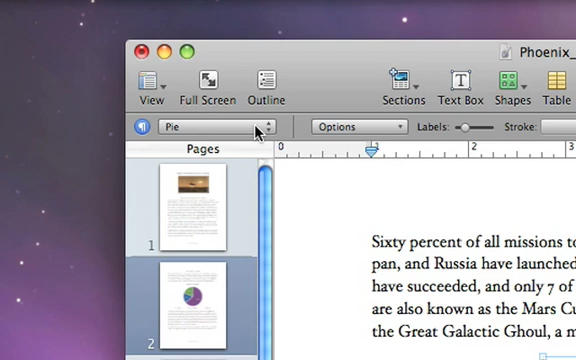 Phoenix_
View
Full Screen
Outline
Sections
Text Box
Shapes
Table
Pie
Options
Labels:
Stroke:
Pages
0 1 2 3
1
2
Sixty percent of all missions to
pan, and Russia have launched
have succeeded, and only 7 of
are also known as the Mars Cu
the Great Galactic Ghoul, a m